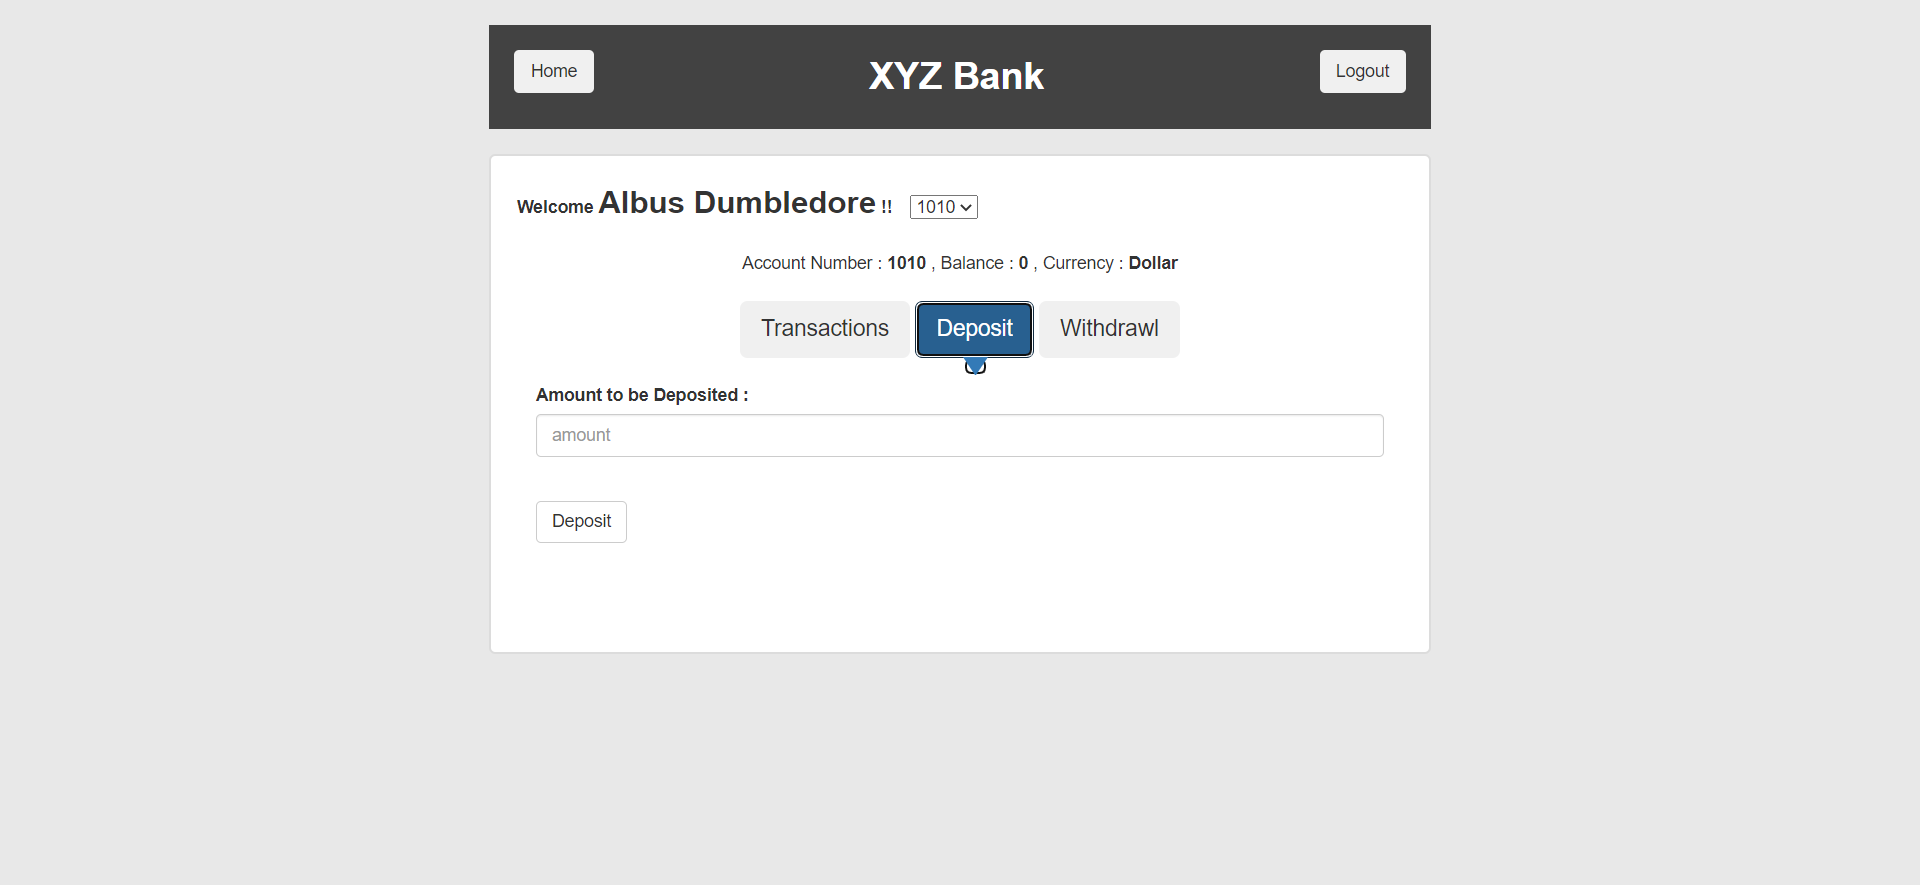 Home
XYZ Bank
Logout
Welcome Albus Dumbledore !! 1010
Account Number : 1010 , Balance : 0 , Currency : Dollar
Transactions
Deposit
Withdrawl
Amount to be Deposited :
amount
Deposit